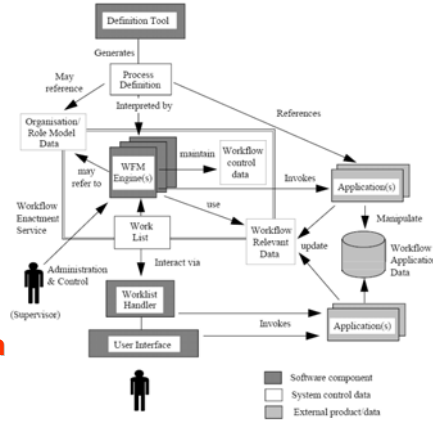 Definition Tool
Generates
May
reference
Process
Definition
Interpreted by
References
Organisation/
Role Model
Data
may
refer to
WFM
Engine(s)
maintain
Workflow
control
data
Invokes
Application(s)
use
Workflow
Enactment
Service
Work
List
Workflow
Relevant
Data
update
Manipulate
Workflow
Application
Data
Administration
& Control
Interact via
(Supervisor)
Worklist
Handler
Invokes
Application(s)
User Interface
Software component
System control data
External product/data